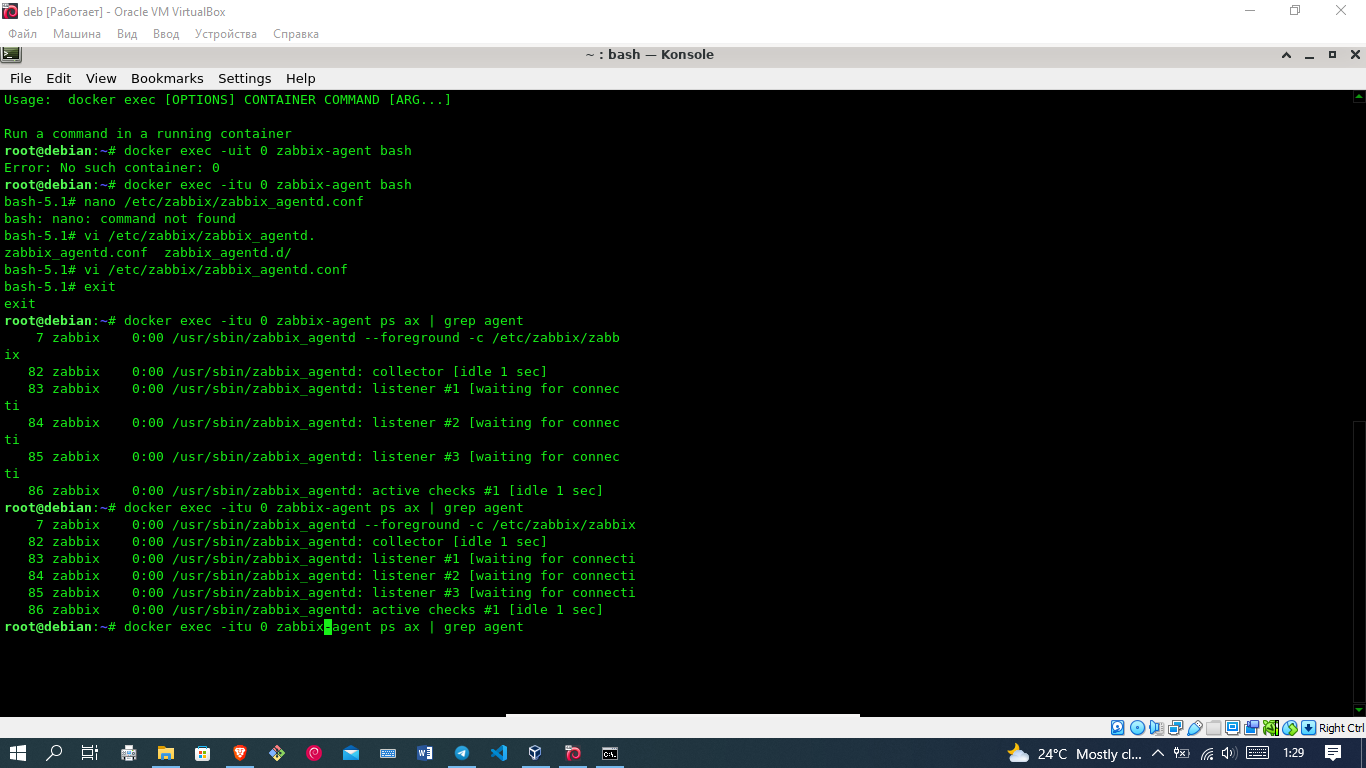 deb [Работает] - Oracle VM VirtualBox
Файл Машина Вид Ввод Устройства Справка
~ : bash — Konsole
File Edit View Bookmarks Settings Help
Usage:  docker exec [OPTIONS] CONTAINER COMMAND [ARG...]
Run a command in a running container
root@debian:~# docker exec -uit 0 zabbix-agent bash
Error: No such container: 0
root@debian:~# docker exec -itu 0 zabbix-agent bash
bash-5.1# nano /etc/zabbix/zabbix_agentd.conf
bash: nano: command not found
bash-5.1# vi /etc/zabbix/zabbix_agentd.
zabbix_agentd.conf  zabbix_agentd.d/
bash-5.1# vi /etc/zabbix/zabbix_agentd.conf
bash-5.1# exit
exit
root@debian:~# docker exec -itu 0 zabbix-agent ps ax | grep agent
    7 zabbix    0:00 /usr/sbin/zabbix_agentd --foreground -c /etc/zabbix/zabb
ix
   82 zabbix    0:00 /usr/sbin/zabbix_agentd: collector [idle 1 sec]
   83 zabbix    0:00 /usr/sbin/zabbix_agentd: listener #1 [waiting for connec
ti
   84 zabbix    0:00 /usr/sbin/zabbix_agentd: listener #2 [waiting for connec
ti
   85 zabbix    0:00 /usr/sbin/zabbix_agentd: listener #3 [waiting for connec
ti
   86 zabbix    0:00 /usr/sbin/zabbix_agentd: active checks #1 [idle 1 sec]
root@debian:~# docker exec -itu 0 zabbix-agent ps ax | grep agent
    7 zabbix    0:00 /usr/sbin/zabbix_agentd --foreground -c /etc/zabbix/zabbix
   82 zabbix    0:00 /usr/sbin/zabbix_agentd: collector [idle 1 sec]
   83 zabbix    0:00 /usr/sbin/zabbix_agentd: listener #1 [waiting for connecti
   84 zabbix    0:00 /usr/sbin/zabbix_agentd: listener #2 [waiting for connecti
   85 zabbix    0:00 /usr/sbin/zabbix_agentd: listener #3 [waiting for connecti
   86 zabbix    0:00 /usr/sbin/zabbix_agentd: active checks #1 [idle 1 sec]
root@debian:~# docker exec -itu 0 zabbix-agent ps ax | grep agent
Right Ctrl
24°C Mostly cl... 1:29